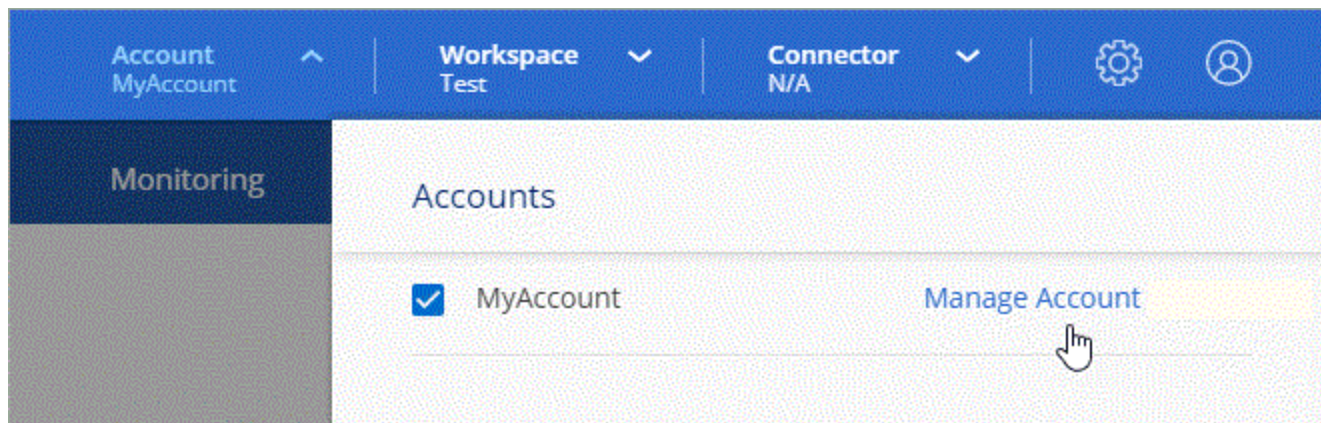 Account
MyAccount
Workspace
Test
Connector
N/A
Monitoring
Accounts
MyAccount
Manage Account